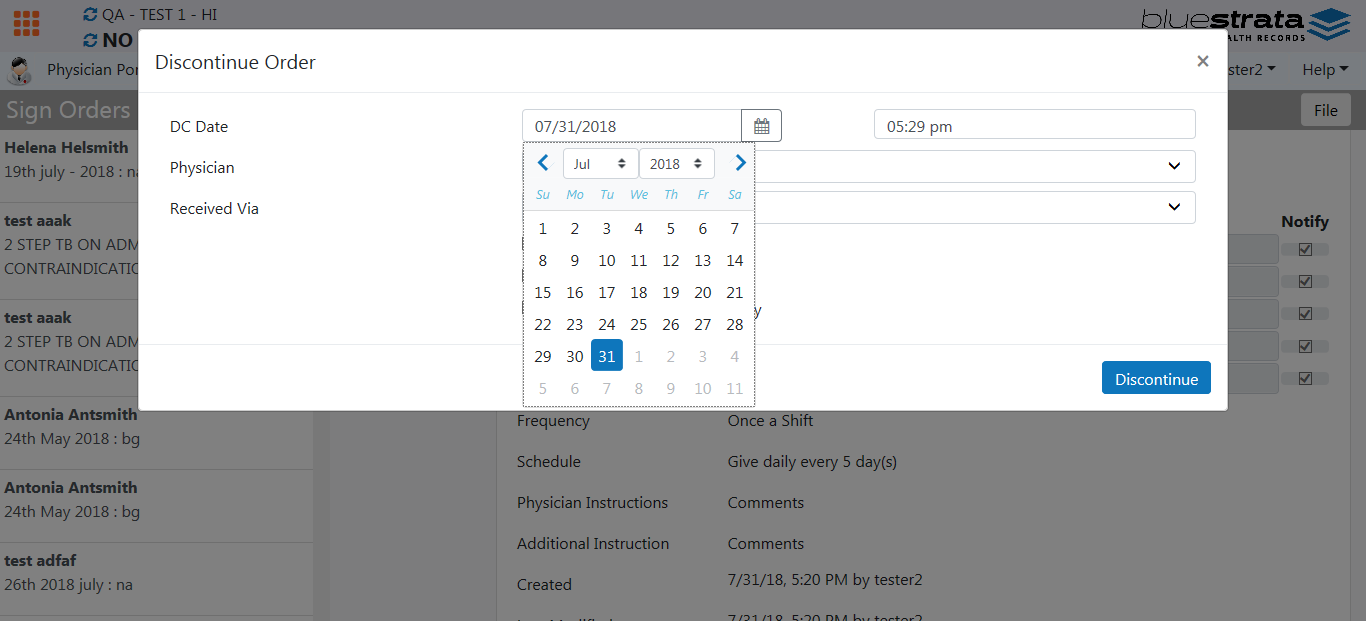 QA - TEST 1 - HI
NO
bluestrata
ALTH RECORDS
Physician Por
ster2
Help
Discontinue Order
×
Sign Orders
File
DC Date
07/31/2018
05:29 pm
Physician
Received Via
Jul
2018
Su Mo Tu We Th Fr Sa
1 2 3 4 5 6 7
8 9 10 11 12 13 14
15 16 17 18 19 20 21
22 23 24 25 26 27 28
29 30 31 1 2 3 4
5 6 7 8 9 10 11
y
Discontinue
Helena Helsmith
19th july - 2018 : na
test aaak
2 STEP TB ON ADM
CONTRAINDICATIO
test aaak
2 STEP TB ON ADM
CONTRAINDICATIO
Antonia Antsmith
24th May 2018 : bg
Antonia Antsmith
24th May 2018 : bg
test adfaf
26th 2018 july : na
Notify
Frequency
Once a Shift
Schedule
Give daily every 5 day(s)
Physician Instructions
Comments
Additional Instruction
Comments
Created
7/31/18, 5:20 PM by tester2
7/31/18, 5:20 PM by tester2